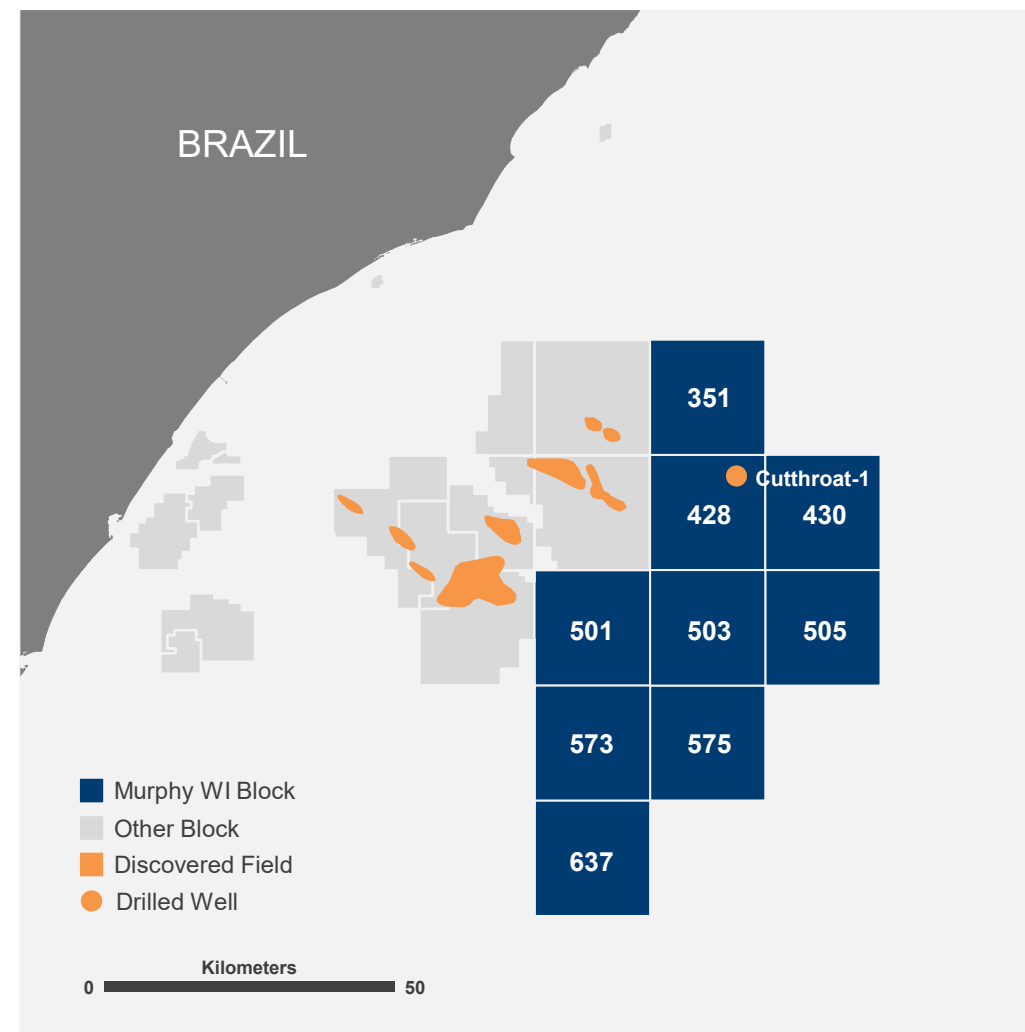 BRAZIL
351
Cutthroat-1
428
430
501
503
505
573
575
637
Murphy WI Block
Other Block
Discovered Field
Drilled Well
Kilometers
0
50